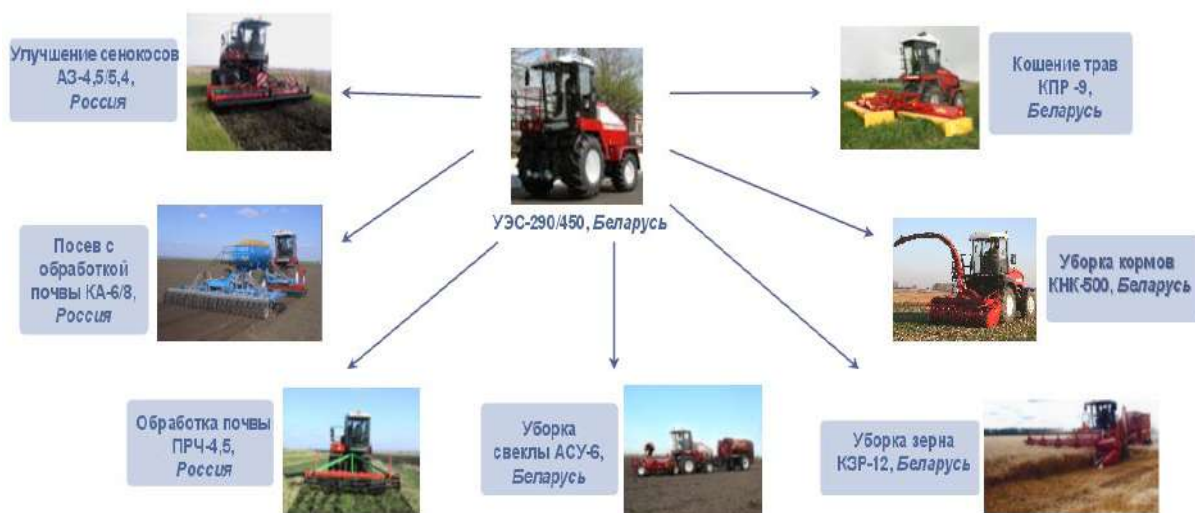 Улучшение сенокосов
АЗ-4,5/5,4,
Россия
Кошение трав
КПР -9,
Беларусь
УЭС-290/450, Беларусь
Посев с
обработкой
почвы КА-6/8,
Россия
Уборка кормов
КНК-500, Беларусь
Обработка почвы
ПРЧ-4,5,
Россия
Уборка
свеклы АСУ-6,
Беларусь
Уборка зерна
КЗР-12, Беларусь